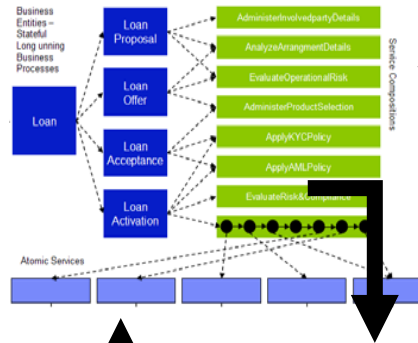 Business
Entities –
Stateful
Long unning
Business
Processes
Loan
Loan
Proposal
Loan
Offer
Loan
Acceptance
Loan
Activation
AdministerInvolvedpartyDetails
AnalyzeArrangmentDetails
EvaluateOperationalRisk
AdministerProductSelection
ApplyKYCPolicy
ApplyAMLPolicy
EvaluateRisk&Compliance
Service Compositions
Atomic Services